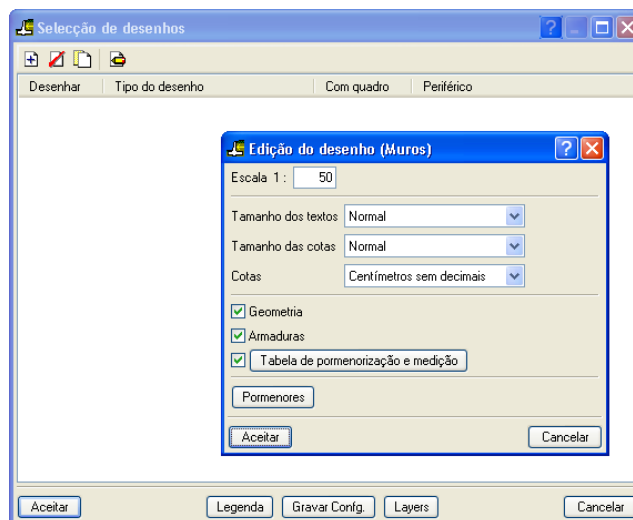 Selecção de desenhos
Desenhar Tipo do desenho Com quadro Periférico
Edição do desenho (Muros)
Escala 1 : 50
Tamanho dos textos Normal
Tamanho das cotas Normal
Cotas Centímetros sem decimais
Geometria
Armaduras
Tabela de pormenorização e medição
Pormenores
Aceitar Cancelar
Aceitar Legenda Gravar Confg. Layers Cancelar